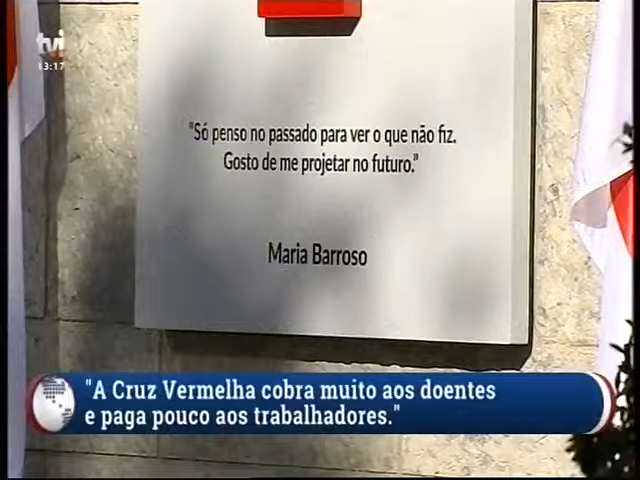 tvi
13:17
"Só penso no passado para ver o que não fiz.
Gosto de me projetar no futuro."
Maria Barroso
"A Cruz Vermelha cobra muito aos doentes
e paga pouco aos trabalhadores."